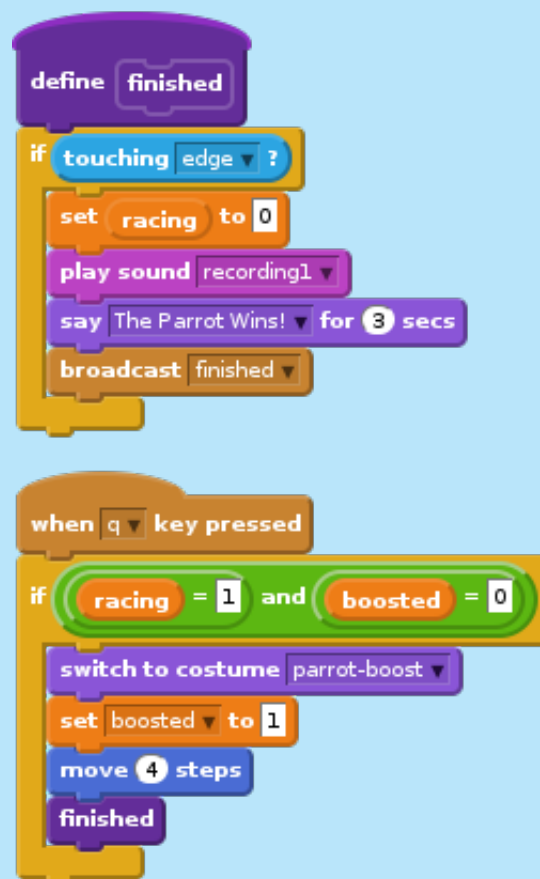 define finished
if touching edge ?
set racing to 0
play sound recording1
say The Parrot Wins! for 3 secs
broadcast finished
when q key pressed
if racing = 1 and boosted = 0
switch to costume parrot-boost
set boosted to 1
move 4 steps
finished